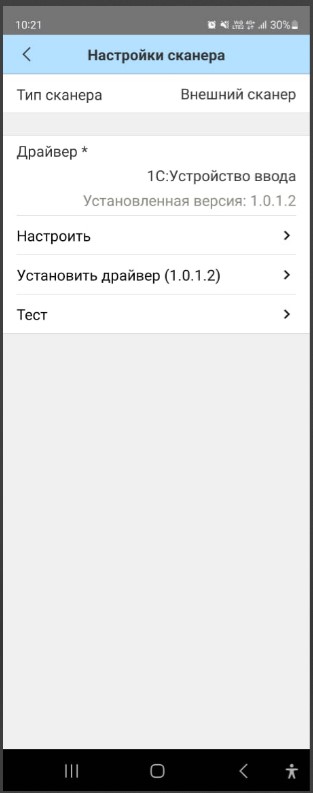 10:21 30%
Настройки сканера
Тип сканера Внешний сканер
Драйвер *
1С:Устройство ввода
Установленная версия: 1.0.1.2
Настроить
Установить драйвер (1.0.1.2)
Тест